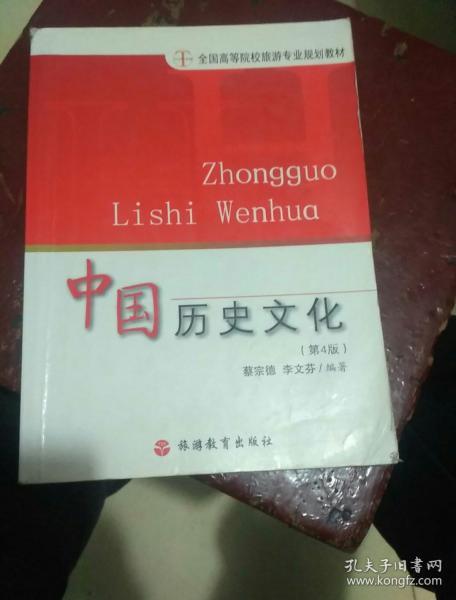 全国高等院校旅游专业规划教材
Zhongguo
Lishi Wenhua
中国历史文化
（第4版）
蔡宗德 李文芬/编著
旅游教育出版社
孔夫子旧书网
www.kongfz.com